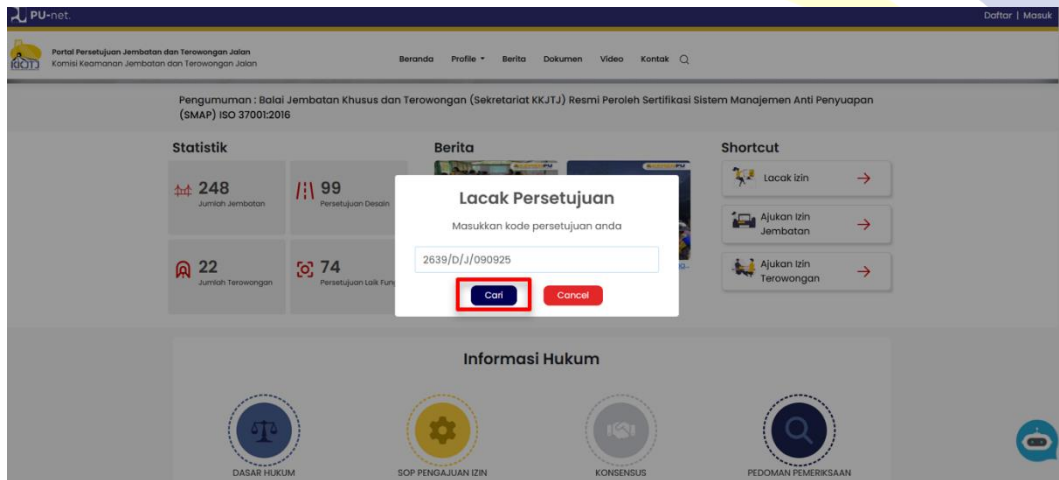 PU-net.
Daftar | Masuk
Portal Persetujuan Jembatan dan Terowongan Jalan
Komisi Keamanan Jembatan dan Terowongan Jalan
Beranda Profile Berita Dokumen Video Kontak
Pengumuman : Balai Jembatan Khusus dan Terowongan (Sekretariat KKJTJ) Resmi Peroleh Sertifikasi Sistem Manajemen Anti Penyuapan
(SMAP) ISO 37001:2016
Statistik
248
Jumlah Jembatan
99
Persetujuan Desain
22
Jumlah Terowongan
74
Persetujuan Laik Fung
Berita
Shortcut
Lacak izin
Ajukan Izin
Jembatan
Ajukan Izin
Terowongan
Lacak Persetujuan
Masukkan kode persetujuan anda
2639/D/J/090925
Cari
Cancel
Informasi Hukum
DASAR HUKUM
SOP PENGAJUAN IZIN
KONSENSUS
PEDOMAN PEMERIKSAAN